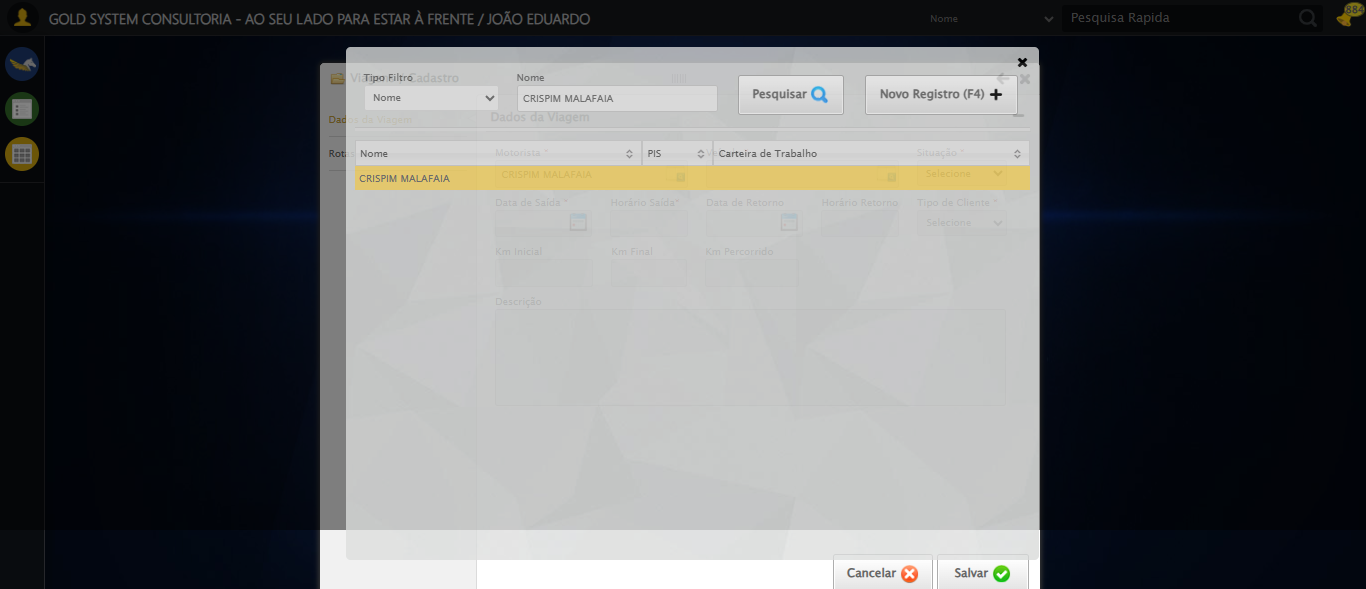 GOLD SYSTEM CONSULTORIA - AO SEU LADO PARA ESTAR À FRENTE / JOÃO EDUARDO
Nome
Pesquisa Rapida
884
Cadastro
Tipo Filtro
Nome
Nome
CRISPIM MALAFAIA
Pesquisar
Novo Registro (F4)
Dados da Viagem
Dados da Viagem
Rotas
Nome
PIS
Carteira de Trabalho
Motorista *
Situação *
CRISPIM MALAFAIA
CRISPIM MALAFAIA
Selecione
Data de Saída *
Horário Saída*
Data de Retorno
Horário Retorno
Tipo de Cliente *
Selecione
Km Inicial
Km Final
Km Percorrido
Descrição
Cancelar
Salvar